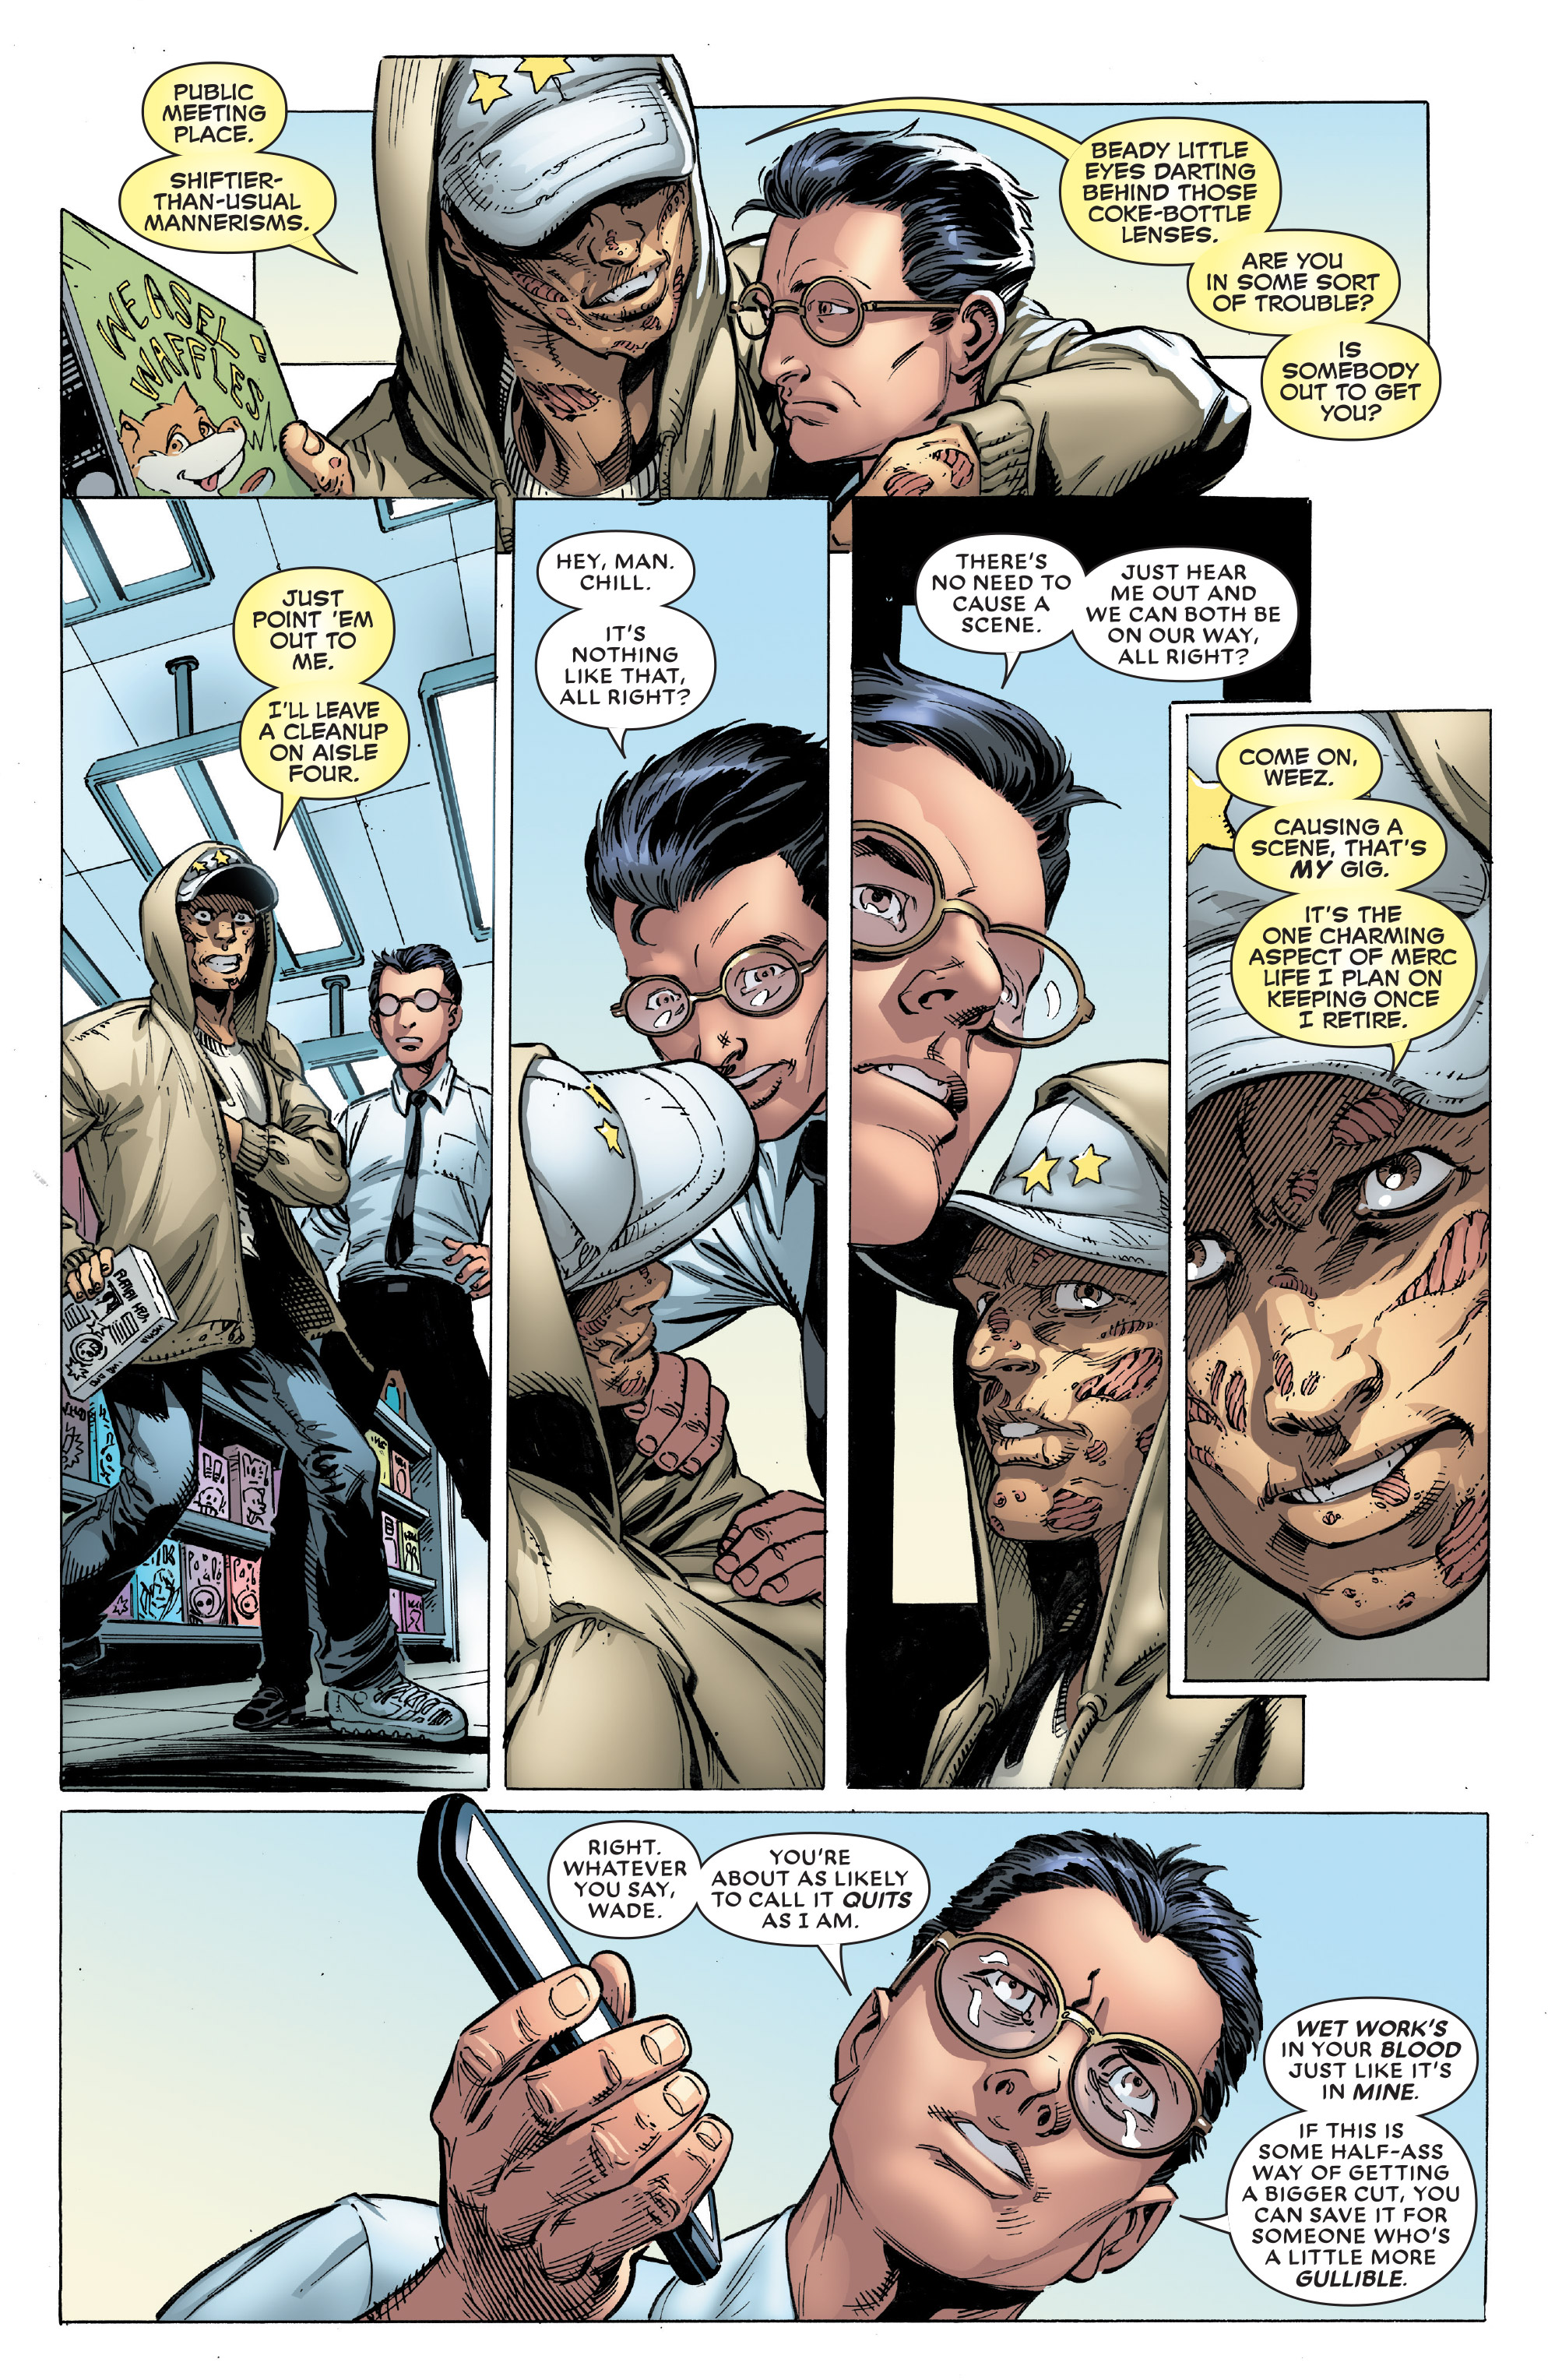 PUBLIC
MEETING
PLACE.
SHIFTIER-
THAN-USUAL
MANNERISMS.
WEASEL
WAFFLES
BEADY LITTLE
EYES DARTING
BEHIND THOSE
COKE-BOTTLE
LENSES.
ARE YOU
IN SOME SORT
OF TROUBLE?
IS
SOMEBODY
OUT TO GET
YOU?
JUST
POINT 'EM
OUT TO
ME.
I'LL LEAVE
A CLEANUP
ON AISLE
FOUR.
HEY, MAN.
CHILL.
IT'S
NOTHING
LIKE THAT,
ALL RIGHT?
THERE'S
NO NEED TO
CAUSE A
SCENE.
JUST HEAR
ME OUT AND
WE CAN BOTH BE
ON OUR WAY,
ALL RIGHT?
COME ON,
WEEZ.
CAUSING A
SCENE, THAT'S
MY GIG.
IT'S THE
ONE CHARMING
ASPECT OF MERC
LIFE I PLAN ON
KEEPING ONCE
I RETIRE.
RIGHT.
WHATEVER
YOU SAY,
WADE.
YOU'RE
ABOUT AS LIKELY
TO CALL IT QUITS
AS I AM.
WET WORK'S
IN YOUR BLOOD
JUST LIKE IT'S
IN MINE.
IF THIS IS
SOME HALF-ASS
WAY OF GETTING
A BIGGER CUT, YOU
CAN SAVE IT FOR
SOMEONE WHO'S
A LITTLE MORE
GULLIBLE.